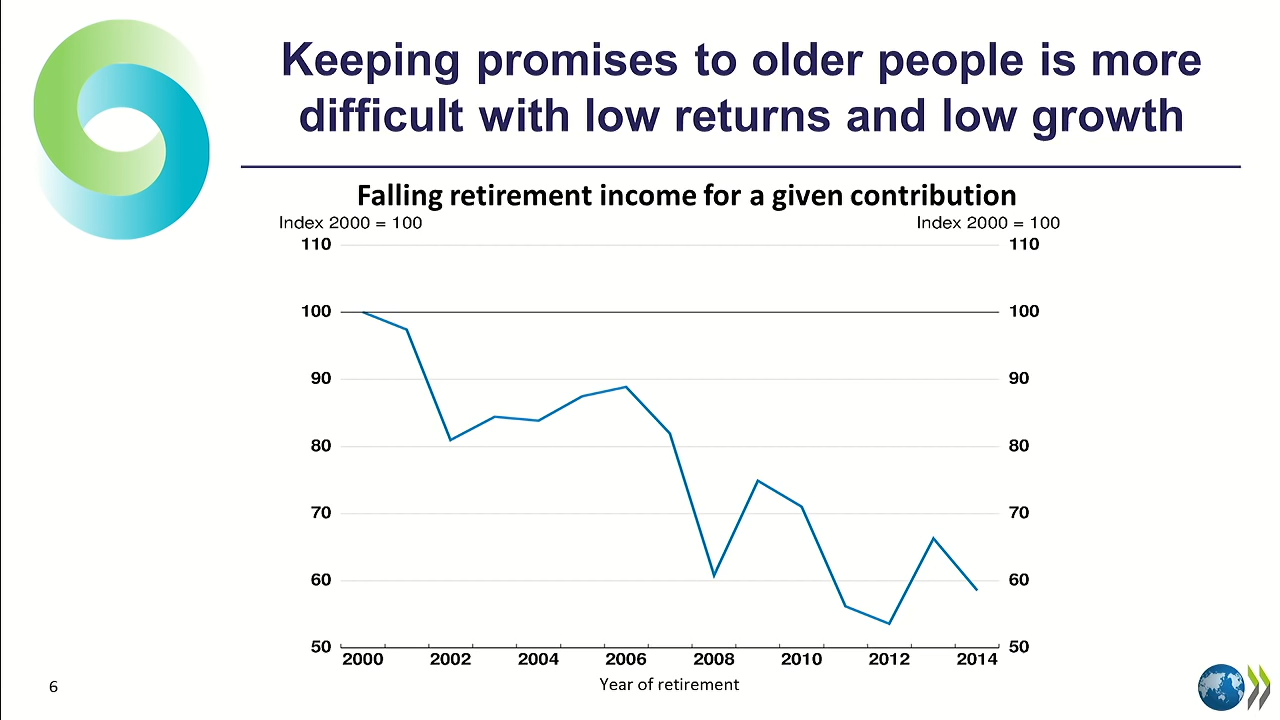 Keeping promises to older people is more
difficult with low returns and low growth
Falling retirement income for a given contribution
Index 2000 = 100 Index 2000 = 100
110 110
100 100
90 90
80 80
70 70
60 60
50 50
2000 2002 2004 2006 2008 2010 2012 2014
Year of retirement
6